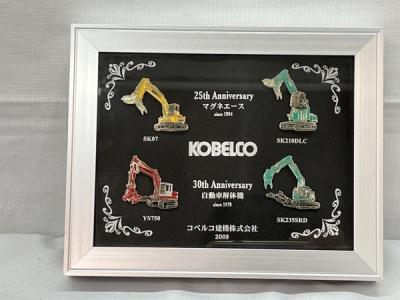 25th Anniversary
マグネエース
since 1984
SK07
SK210DLC
KOBELCO
30th Anniversary
自動車解体機
since 1979
YS750
SK235SRD
コベルコ建機株式会社
2009